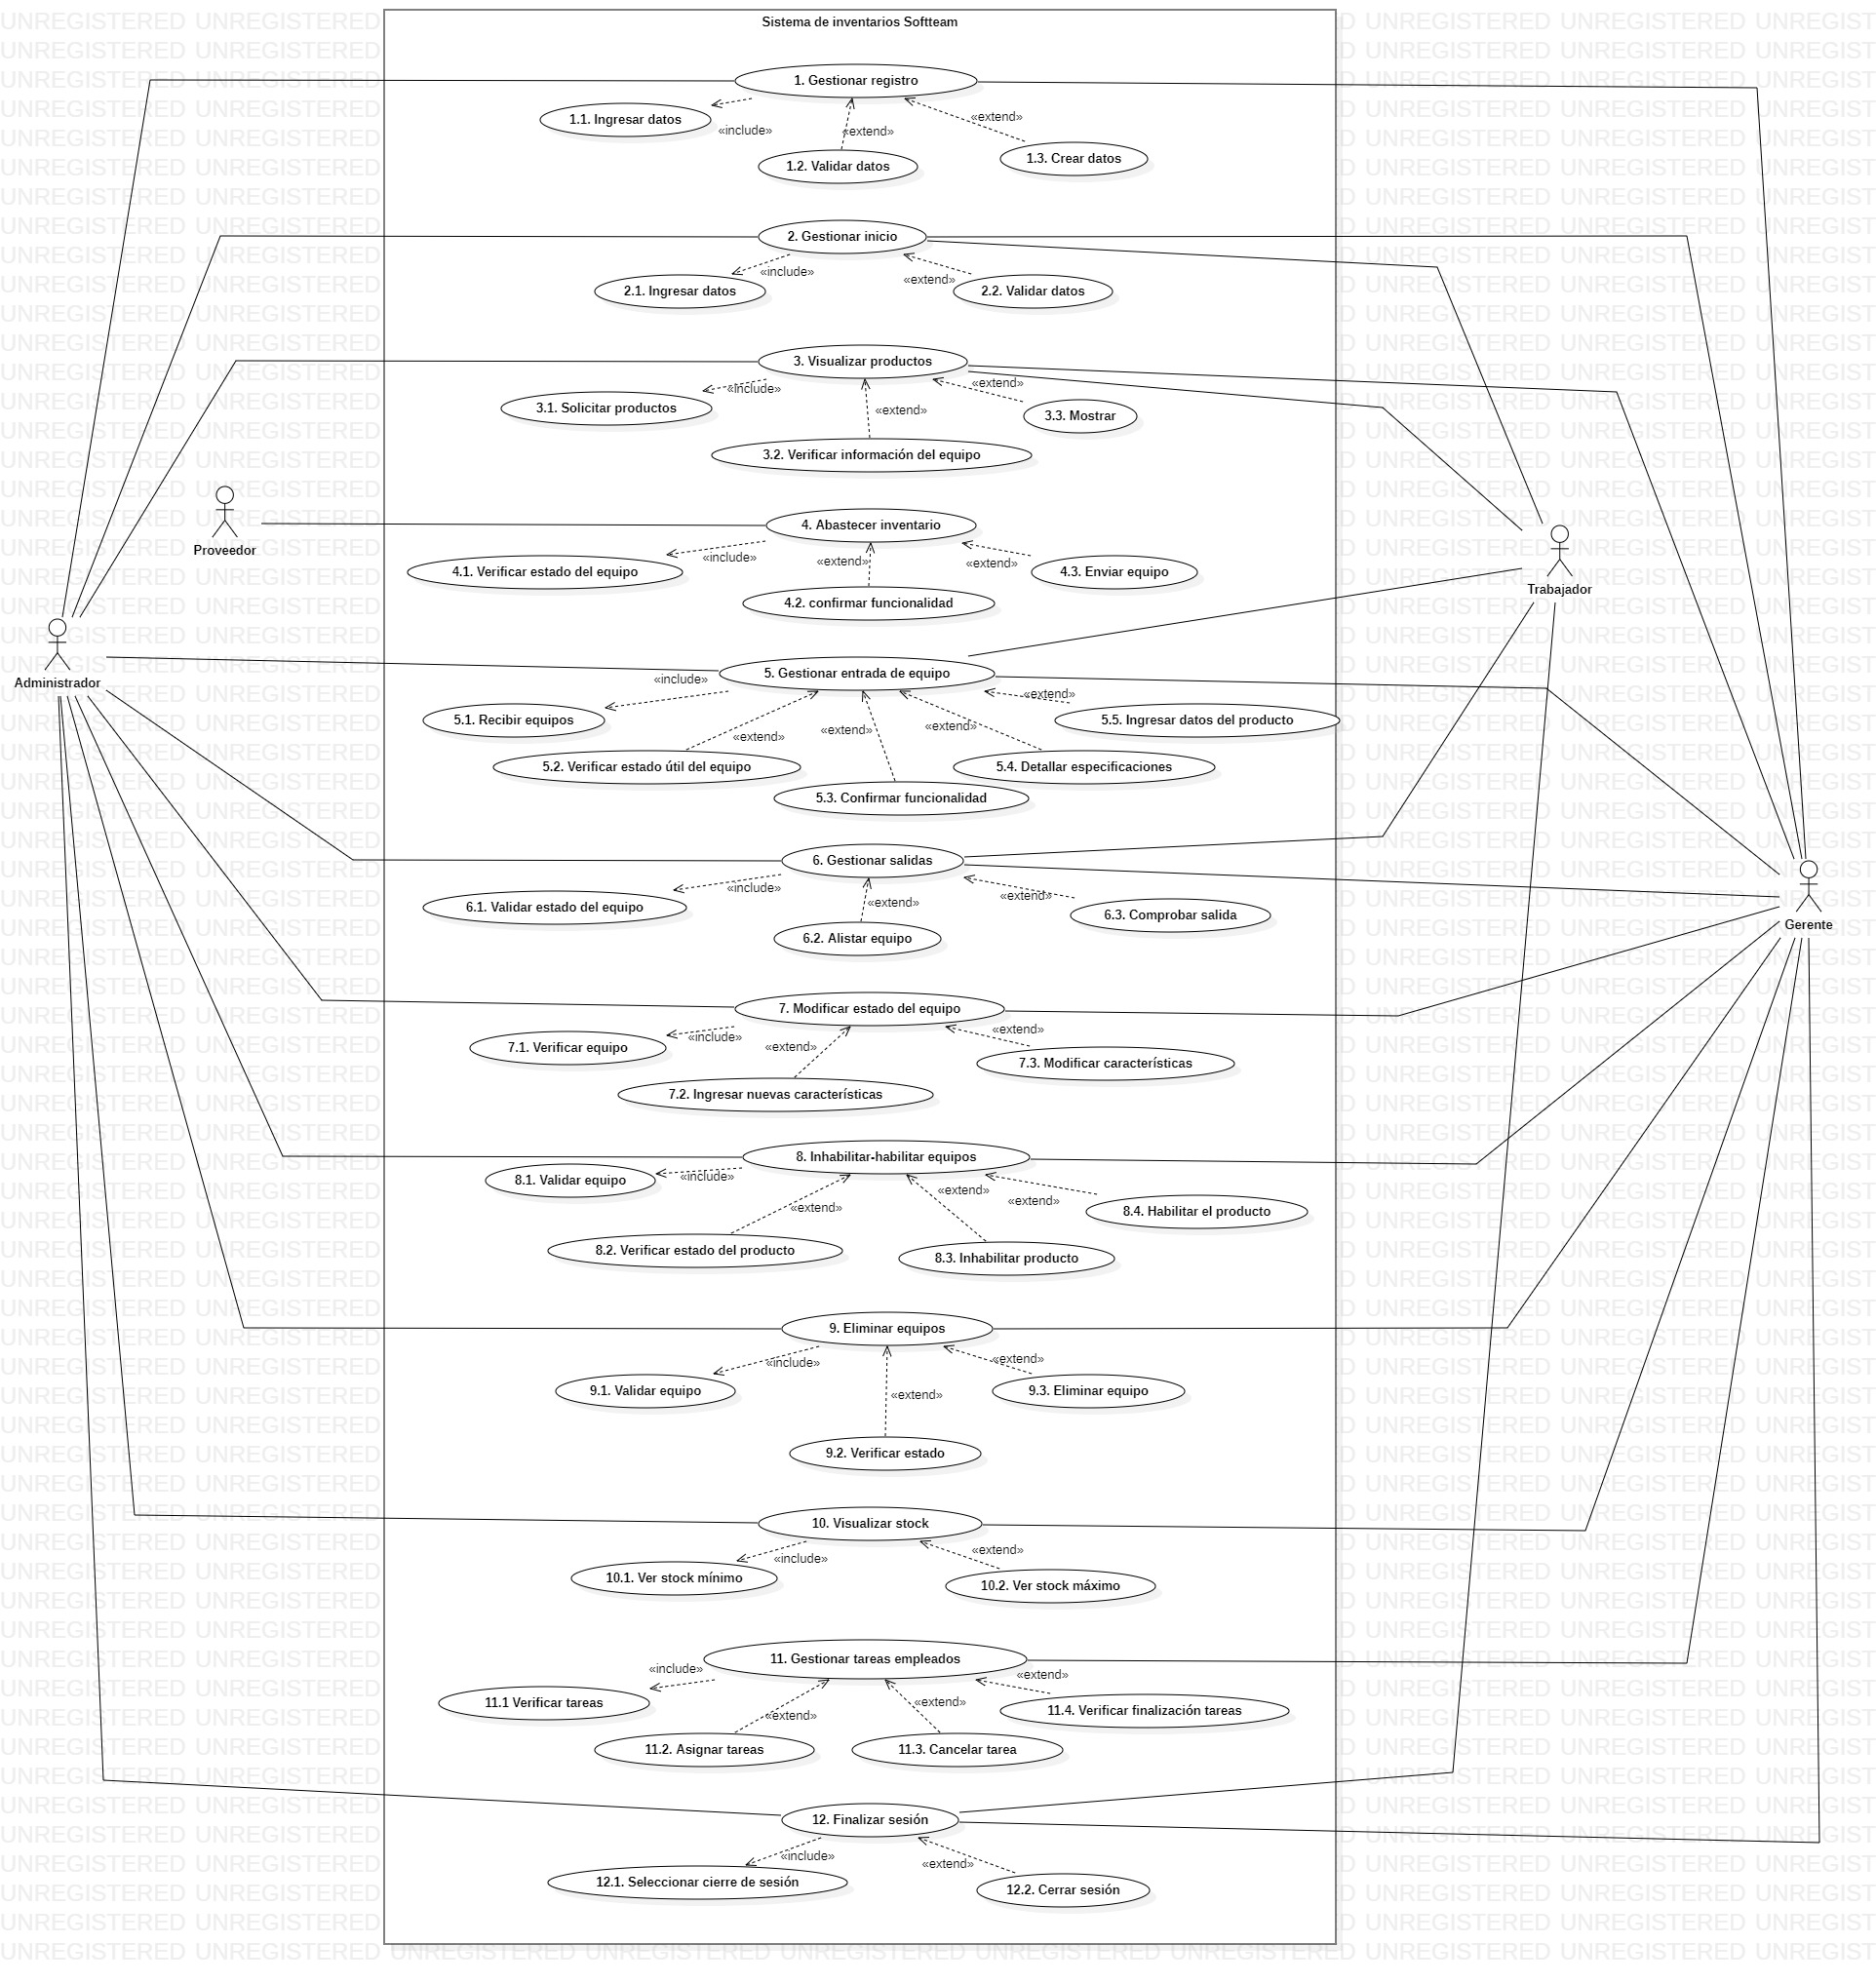 Sistema de inventarios Softteam
1. Gestionar registro
1.1. Ingresar datos
«include»
«extend»
«extend»
1.2. Validar datos
1.3. Crear datos
2. Gestionar inicio
«include»
«extend»
2.1. Ingresar datos
2.2. Validar datos
3. Visualizar productos
«include»
«extend»
«extend»
3.1. Solicitar productos
3.3. Mostrar
3.2. Verificar información del equipo
Proveedor
4. Abastecer inventario
«include»
«extend»
«extend»
4.1. Verificar estado del equipo
4.3. Enviar equipo
4.2. confirmar funcionalidad
Trabajador
Administrador
5. Gestionar entrada de equipo
«include»
«extend»
«extend»
«extend»
«extend»
5.1. Recibir equipos
5.5. Ingresar datos del producto
5.2. Verificar estado útil del equipo
5.4. Detallar especificaciones
5.3. Confirmar funcionalidad
6. Gestionar salidas
«include»
«extend»
«extend»
6.1. Validar estado del equipo
6.3. Comprobar salida
6.2. Alistar equipo
Gerente
7. Modificar estado del equipo
«include»
«extend»
«extend»
7.1. Verificar equipo
7.3. Modificar características
7.2. Ingresar nuevas características
8. Inhabilitar-habilitar equipos
«include»
«extend»
«extend»
«extend»
8.1. Validar equipo
8.4. Habilitar el producto
8.2. Verificar estado del producto
8.3. Inhabilitar producto
9. Eliminar equipos
«include»
«extend»
«extend»
9.1. Validar equipo
9.3. Eliminar equipo
9.2. Verificar estado
10. Visualizar stock
«include»
«extend»
10.1. Ver stock mínimo
10.2. Ver stock máximo
11. Gestionar tareas empleados
«include»
«extend»
«extend»
«extend»
11.1 Verificar tareas
11.4. Verificar finalización tareas
11.2. Asignar tareas
11.3. Cancelar tarea
12. Finalizar sesión
«include»
«extend»
12.1. Seleccionar cierre de sesión
12.2. Cerrar sesión
UNREGISTERED